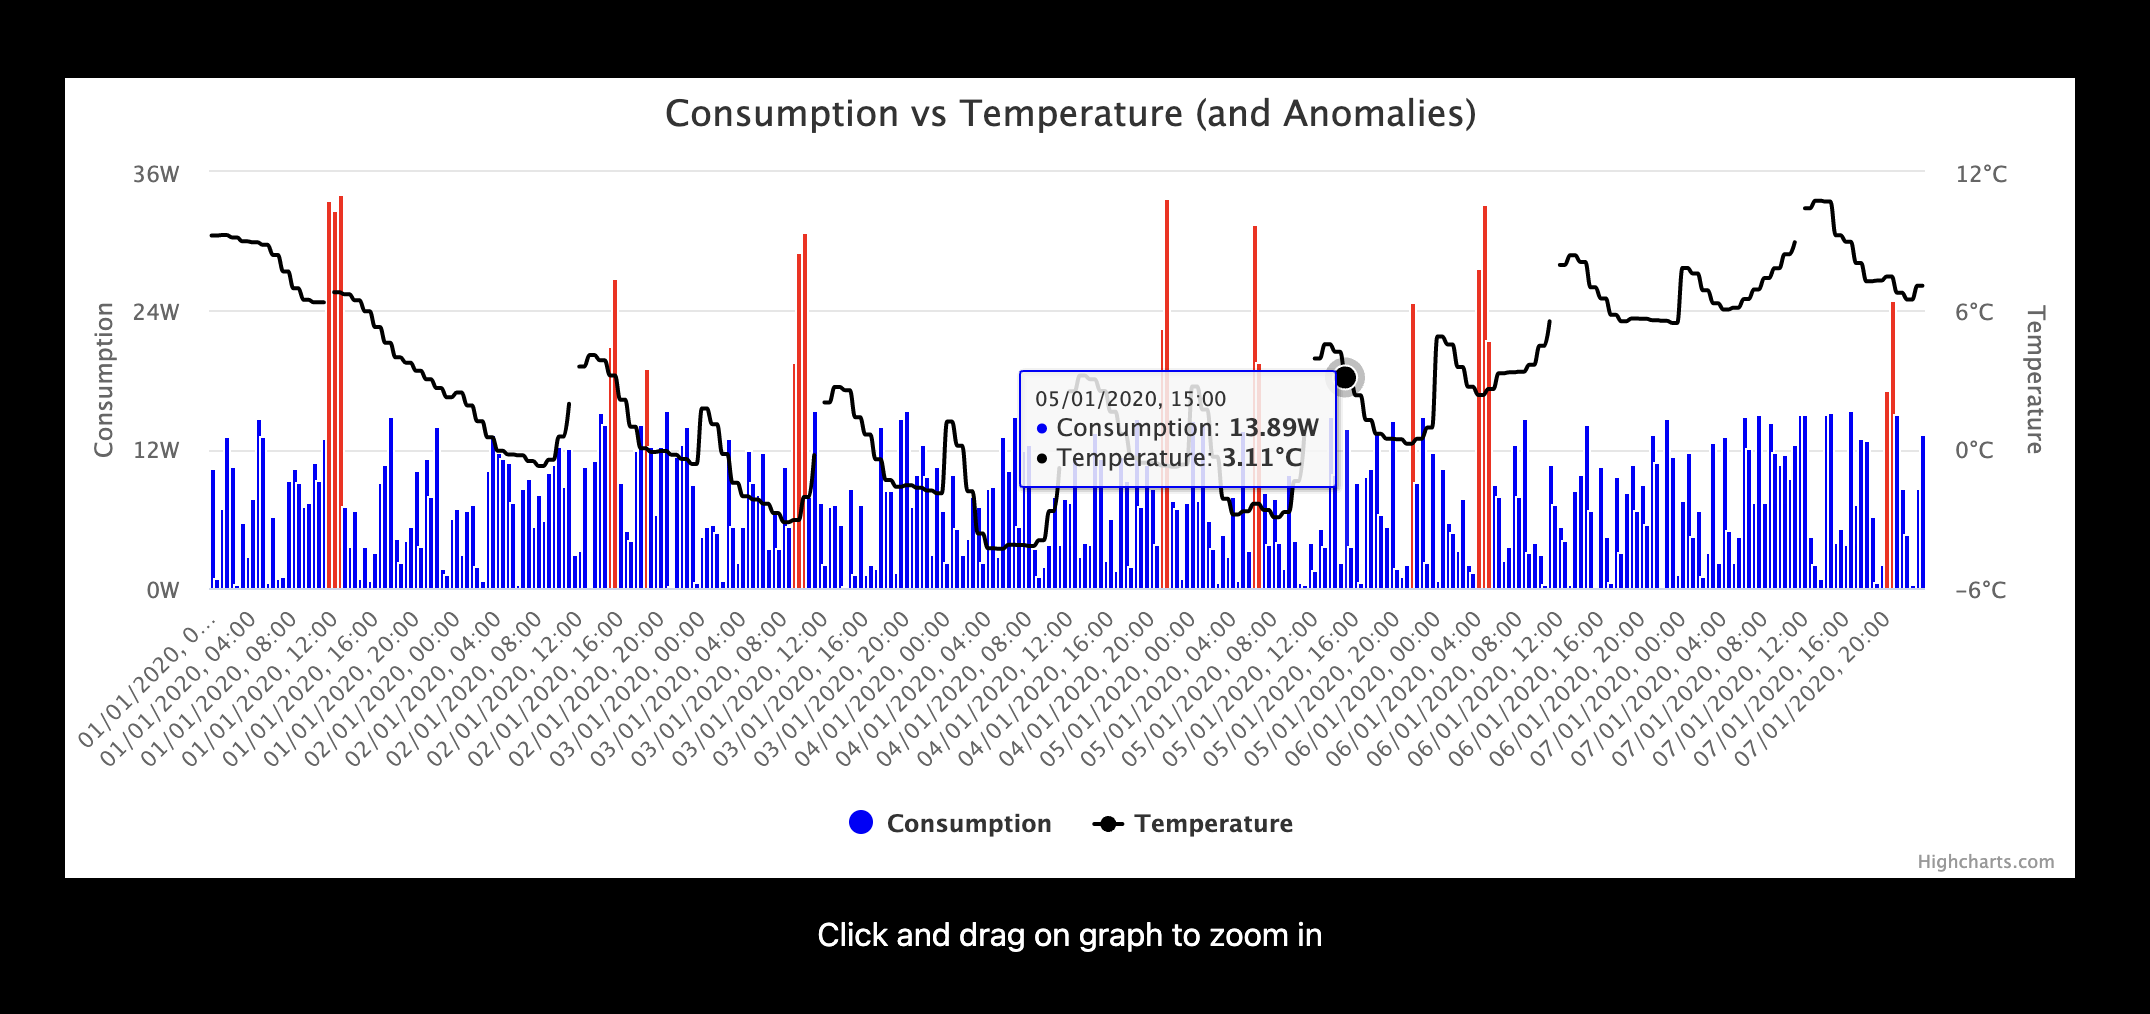 Consumption vs Temperature (and Anomalies)
36W
24W
12W
0W
Consumption
12°C
6°C
0°C
−6°C
Temperature
05/01/2020, 15:00
● Consumption: 13.89W
● Temperature: 3.11°C
01/01/2020, 0…
01/01/2020, 04:00
01/01/2020, 08:00
01/01/2020, 12:00
01/01/2020, 16:00
01/01/2020, 20:00
02/01/2020, 00:00
02/01/2020, 04:00
02/01/2020, 08:00
02/01/2020, 12:00
02/01/2020, 16:00
02/01/2020, 20:00
03/01/2020, 00:00
03/01/2020, 04:00
03/01/2020, 08:00
03/01/2020, 12:00
03/01/2020, 16:00
03/01/2020, 20:00
04/01/2020, 00:00
04/01/2020, 04:00
04/01/2020, 08:00
04/01/2020, 12:00
04/01/2020, 16:00
04/01/2020, 20:00
05/01/2020, 00:00
05/01/2020, 04:00
05/01/2020, 08:00
05/01/2020, 12:00
05/01/2020, 16:00
05/01/2020, 20:00
06/01/2020, 00:00
06/01/2020, 04:00
06/01/2020, 08:00
06/01/2020, 12:00
06/01/2020, 16:00
06/01/2020, 20:00
07/01/2020, 00:00
07/01/2020, 04:00
07/01/2020, 08:00
07/01/2020, 12:00
07/01/2020, 16:00
07/01/2020, 20:00
Consumption
Temperature
Highcharts.com
Click and drag on graph to zoom in